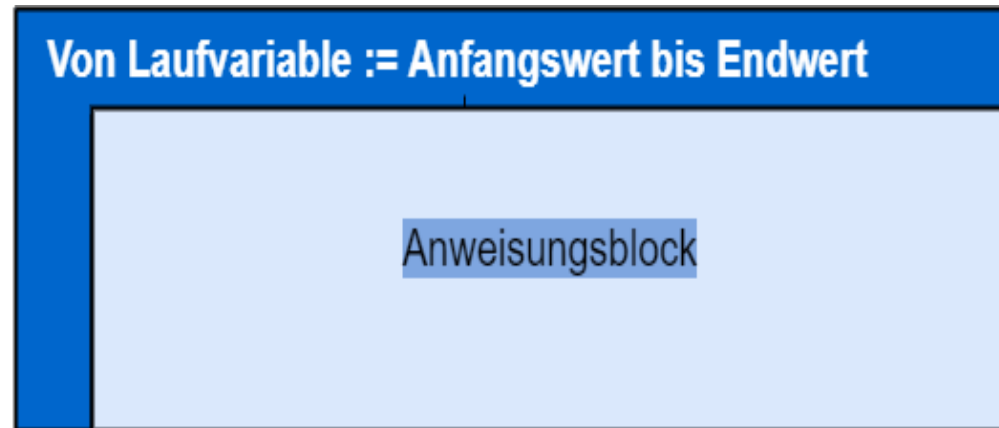 Von Laufvariable := Anfangswert bis Endwert
Anweisungsblock